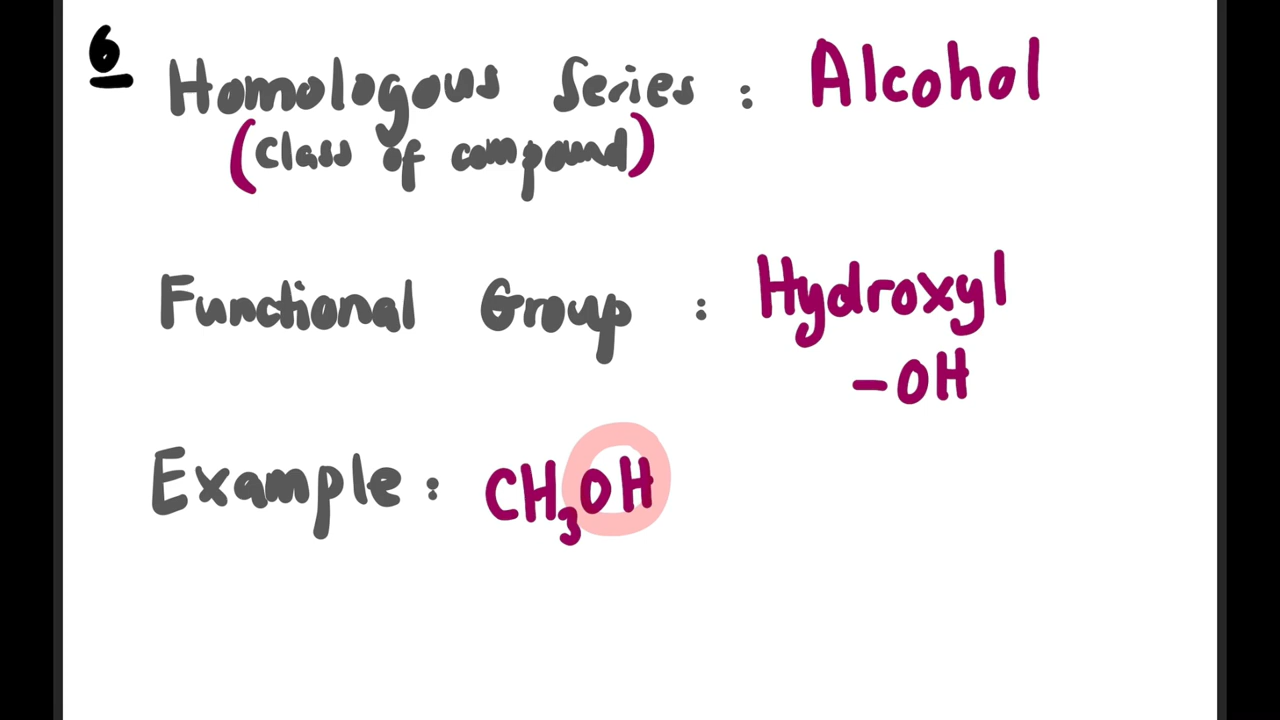 6 Homologous Series : Alcohol
(Class of compound)
Functional Group : Hydroxyl
-OH
Example : CH₃OH